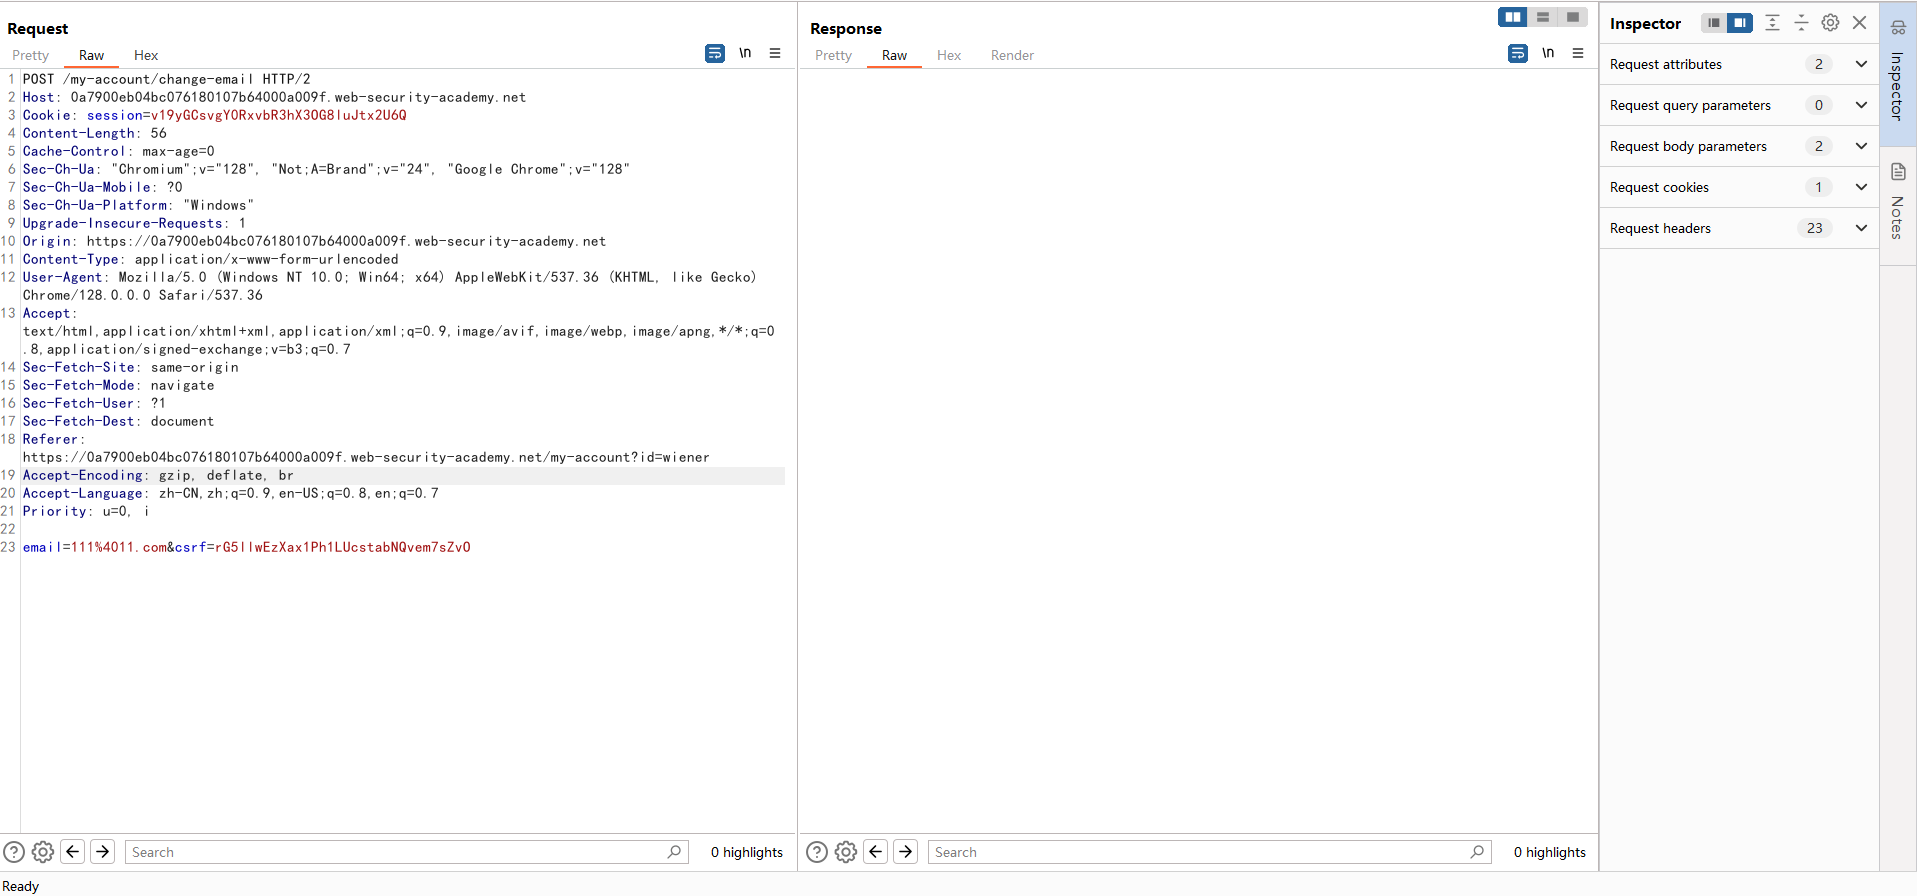 Request
Pretty Raw Hex
\n
1 POST /my-account/change-email HTTP/2
2 Host: 0a7900eb04bc076180107b64000a009f.web-security-academy.net
3 Cookie: session=v19yGCsvgYORxvbR3hX3OG8luJtx2U6Q
4 Content-Length: 56
5 Cache-Control: max-age=0
6 Sec-Ch-Ua: "Chromium";v="128", "Not;A=Brand";v="24", "Google Chrome";v="128"
7 Sec-Ch-Ua-Mobile: ?0
8 Sec-Ch-Ua-Platform: "Windows"
9 Upgrade-Insecure-Requests: 1
10 Origin: https://0a7900eb04bc076180107b64000a009f.web-security-academy.net
11 Content-Type: application/x-www-form-urlencoded
12 User-Agent: Mozilla/5.0 (Windows NT 10.0; Win64; x64) AppleWebKit/537.36 (KHTML, like Gecko)
Chrome/128.0.0.0 Safari/537.36
13 Accept:
text/html,application/xhtml+xml,application/xml;q=0.9,image/avif,image/webp,image/apng,*/*;q=0
.8,application/signed-exchange;v=b3;q=0.7
14 Sec-Fetch-Site: same-origin
15 Sec-Fetch-Mode: navigate
16 Sec-Fetch-User: ?1
17 Sec-Fetch-Dest: document
18 Referer:
https://0a7900eb04bc076180107b64000a009f.web-security-academy.net/my-account?id=wiener
19 Accept-Encoding: gzip, deflate, br
20 Accept-Language: zh-CN,zh;q=0.9,en-US;q=0.8,en;q=0.7
21 Priority: u=0, i
22
23 email=111%4011.com&csrf=rG5llwEzXax1Ph1LUcstabNQvem7sZvO
Search
0 highlights
Response
Pretty Raw Hex Render
\n
Search
0 highlights
Inspector
Request attributes 2
Request query parameters 0
Request body parameters 2
Request cookies 1
Request headers 23
Inspector
Notes
Ready